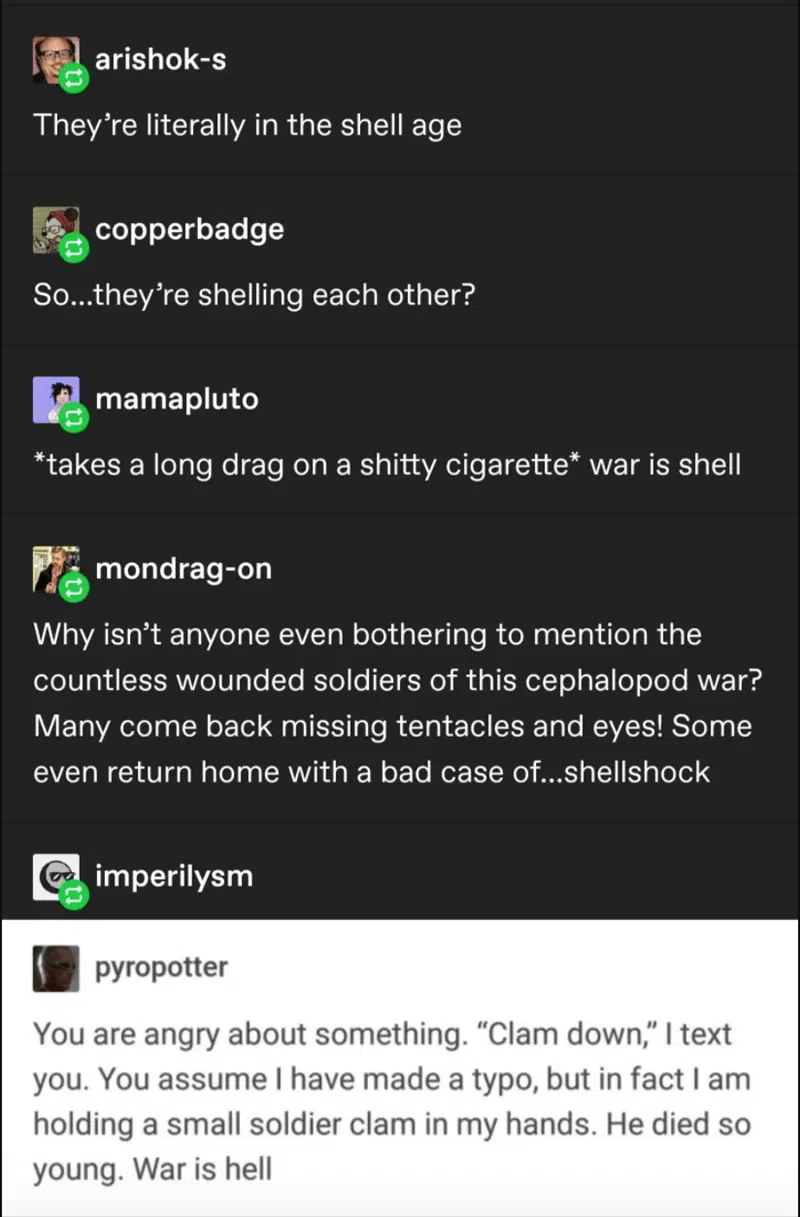 arishok-s
They’re literally in the shell age
copperbadge
So...they’re shelling each other?
mamapluto
*takes a long drag on a shitty cigarette* war is shell
mondrag-on
Why isn’t anyone even bothering to mention the
countless wounded soldiers of this cephalopod war?
Many come back missing tentacles and eyes! Some
even return home with a bad case of...shellshock
imperilysm
pyropotter
You are angry about something. “Clam down,” I text
you. You assume I have made a typo, but in fact I am
holding a small soldier clam in my hands. He died so
young. War is hell